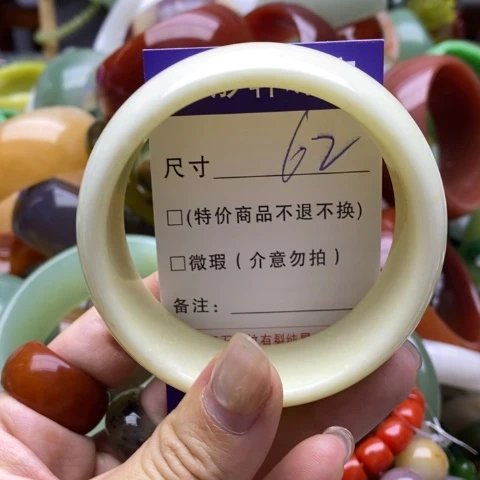 尺寸 62
□(特价商品不退不换)
□微瑕（介意勿拍）
备注：